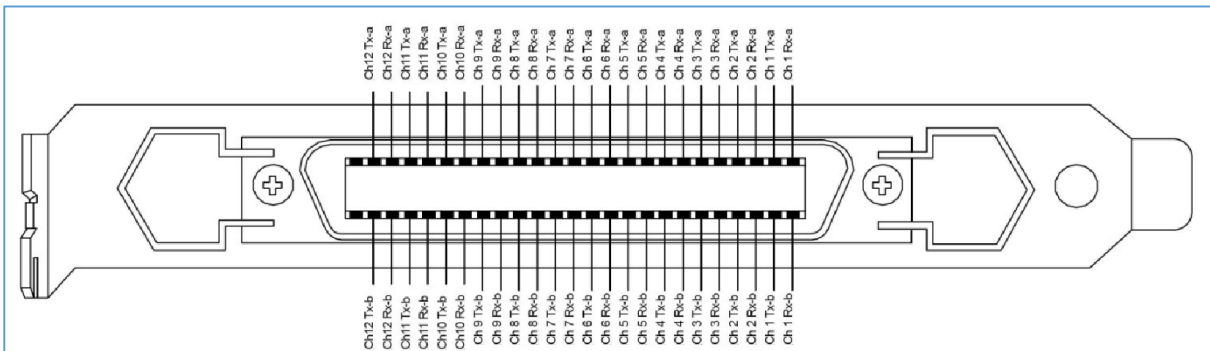 Ch12 Tx-a
Ch12 Rx-a
Ch11 Tx-a
Ch11 Rx-a
Ch10 Tx-a
Ch10 Rx-a
Ch 9 Tx-a
Ch 9 Rx-a
Ch 8 Tx-a
Ch 8 Rx-a
Ch 7 Tx-a
Ch 7 Rx-a
Ch 6 Tx-a
Ch 6 Rx-a
Ch 5 Tx-a
Ch 5 Rx-a
Ch 4 Tx-a
Ch 4 Rx-a
Ch 3 Tx-a
Ch 3 Rx-a
Ch 2 Tx-a
Ch 2 Rx-a
Ch 1 Tx-a
Ch 1 Rx-a
Ch12 Tx-b
Ch12 Rx-b
Ch11 Tx-b
Ch11 Rx-b
Ch10 Tx-b
Ch10 Rx-b
Ch 9 Tx-b
Ch 9 Rx-b
Ch 8 Tx-b
Ch 8 Rx-b
Ch 7 Tx-b
Ch 7 Rx-b
Ch 6 Tx-b
Ch 6 Rx-b
Ch 5 Tx-b
Ch 5 Rx-b
Ch 4 Tx-b
Ch 4 Rx-b
Ch 3 Tx-b
Ch 3 Rx-b
Ch 2 Tx-b
Ch 2 Rx-b
Ch 1 Tx-b
Ch 1 Rx-b